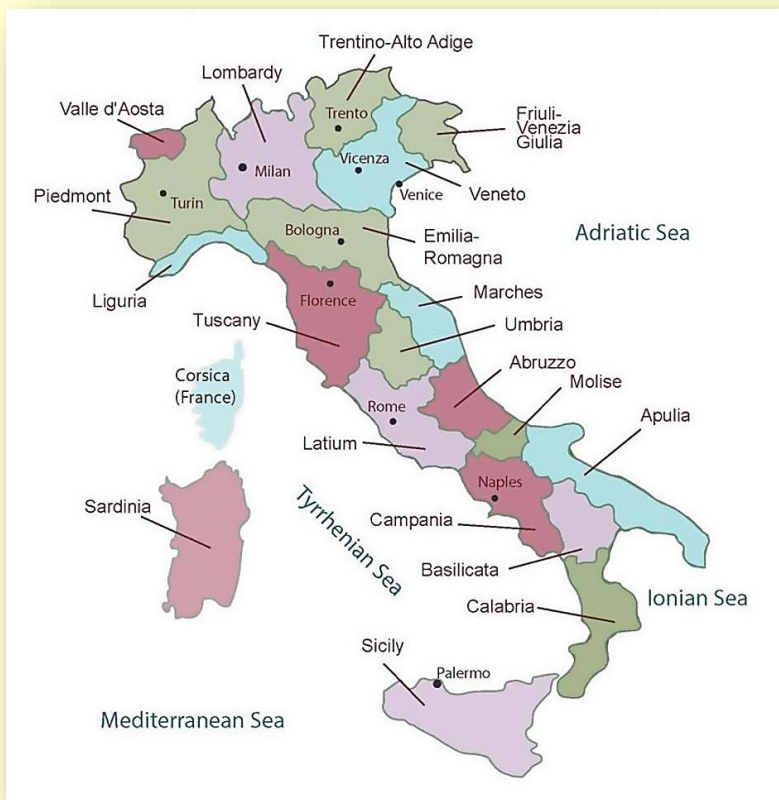 Trentino-Alto Adige
Lombardy
Valle d'Aosta
Trento
Friuli-
Venezia
Giulia
Vicenza
Milan
Venice
Veneto
Piedmont
Turin
Bologna
Emilia-
Romagna
Adriatic Sea
Liguria
Florence
Marches
Tuscany
Umbria
Corsica
(France)
Abruzzo
Molise
Rome
Apulia
Latium
Naples
Sardinia
Tyrrhenian Sea
Campania
Basilicata
Ionian Sea
Calabria
Sicily
Palermo
Mediterranean Sea